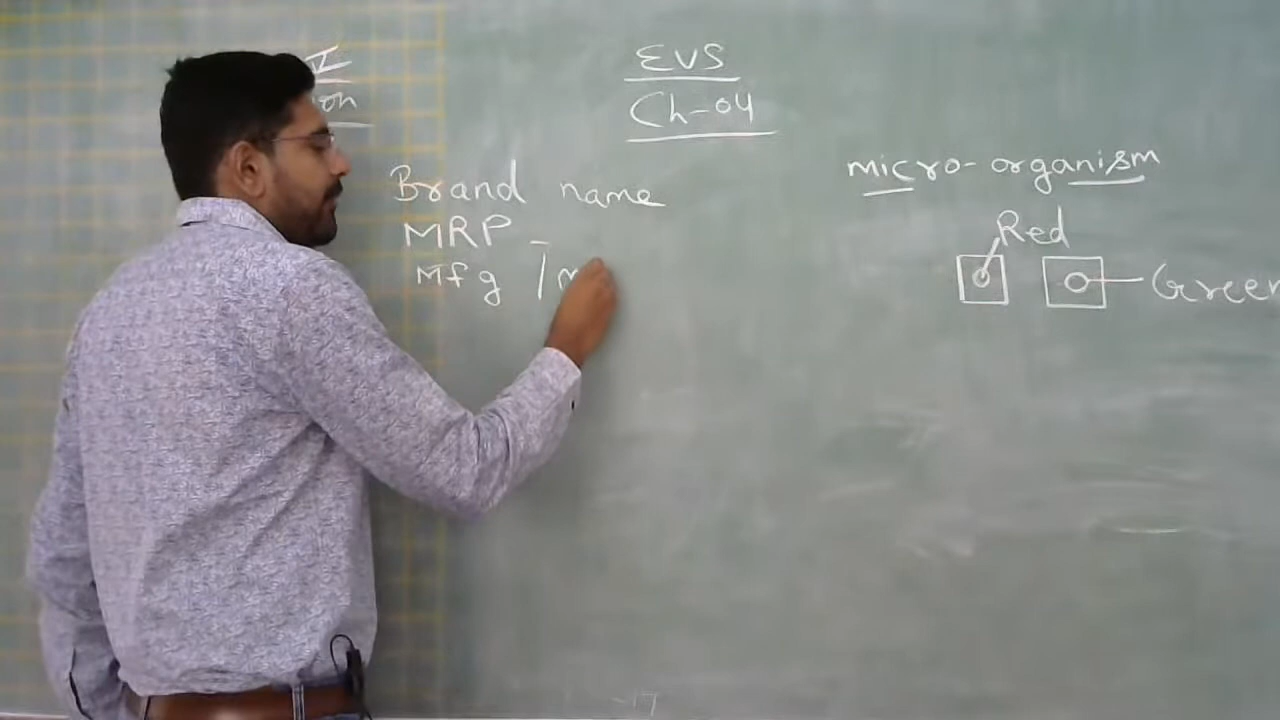 V
EVS
Ch-04
Brand name
MRP -
Mfg /
micro-organism
Red
Green